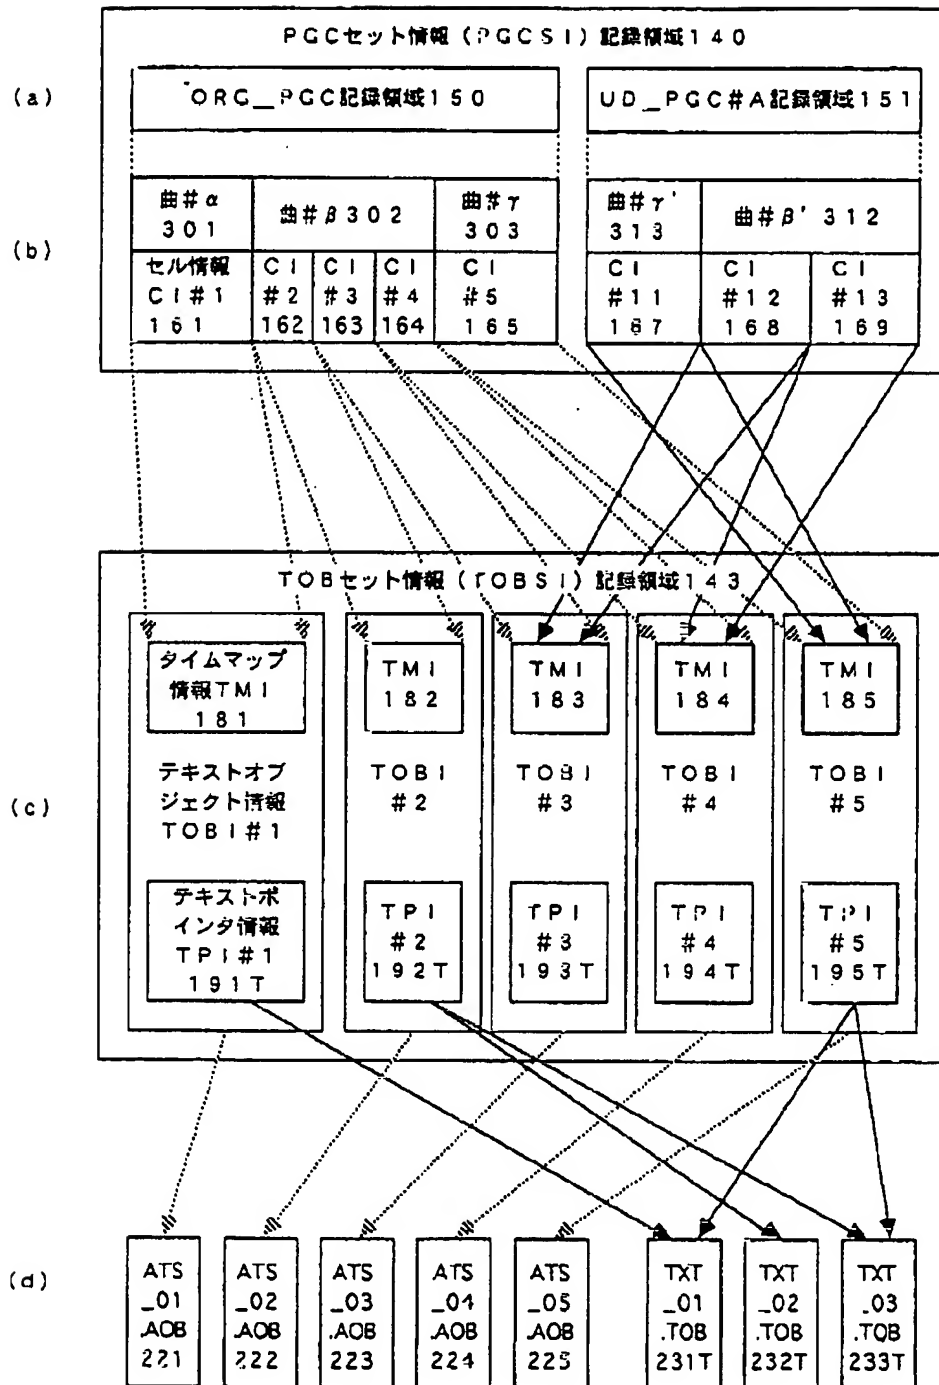 PGCセット情報(PGCSI)記録領域140
(a)
ORG_PGC記録領域150
UD_PGC#A記録領域151
(b)
曲#α
301
曲#β302
曲#γ
303
曲#γ'
313
曲#β'312
セル情報
CI#1
161
CI
#2
162
CI
#3
163
CI
#4
164
CI
#5
165
CI
#11
167
CI
#12
168
CI
#13
169
TOBセット情報(TOBSI)記録領域143
(c)
タイムマップ
情報TMI
181
TMI
182
TMI
183
TMI
184
TMI
185
テキストオブ
ジェクト情報
TOBI#1
TOBI
#2
TOBI
#3
TOBI
#4
TOBI
#5
テキストポ
インタ情報
TPI#1
191T
TPI
#2
192T
TPI
#3
193T
TPI
#4
194T
TPI
#5
195T
(d)
ATS
_01
.AOB
221
ATS
_02
.AOB
222
ATS
_03
.AOB
223
ATS
_04
.AOB
224
ATS
_05
.AOB
225
TXT
_01
.TOB
231T
TXT
_02
.TOB
232T
TXT
_03
.TOB
233T